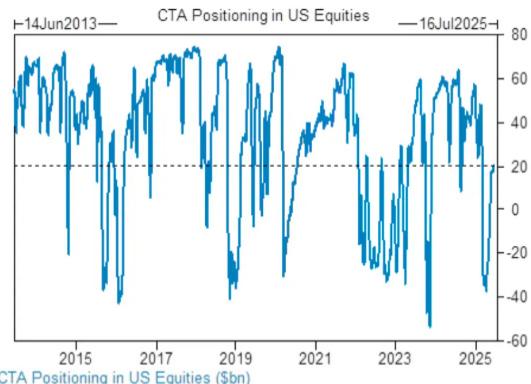 CTA Positioning in US Equities
14Jun2013
16Jul2025
80
60
40
20
0
-20
-40
-60
2015 2017 2019 2021 2023 2025
CTA Positioning in US Equities ($bn)